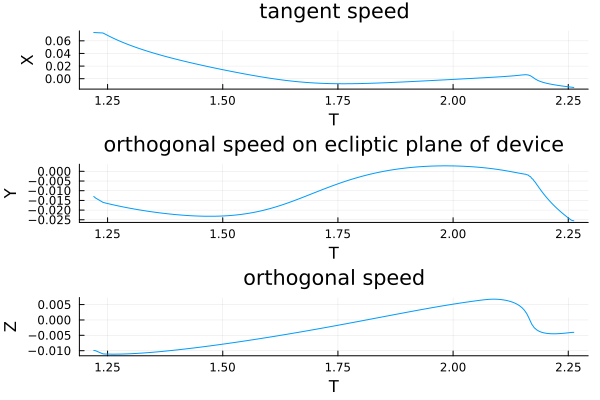 tangent speed
0.06
0.04
0.02
0.00
X
1.25 1.50 1.75 2.00 2.25
T
orthogonal speed on ecliptic plane of device
0.000
−0.005
−0.010
−0.015
−0.020
−0.025
Y
1.25 1.50 1.75 2.00 2.25
T
orthogonal speed
0.005
0.000
−0.005
−0.010
Z
1.25 1.50 1.75 2.00 2.25
T